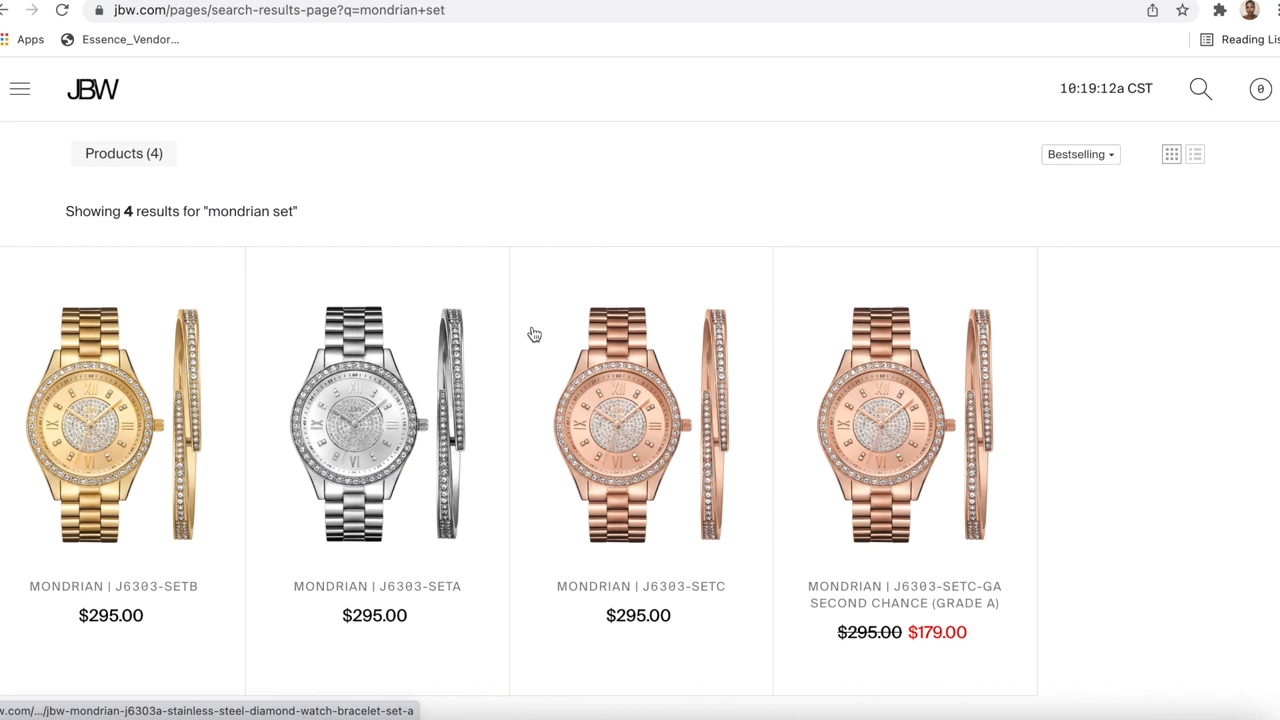 jbw.com/pages/search-results-page?q=mondrian+set
Apps
Essence_Vendor...
Reading Lis
JBW
10:19:12a CST
0
Products (4)
Bestselling
Showing 4 results for "mondrian set"
MONDRIAN | J6303-SETB
$295.00
MONDRIAN | J6303-SETA
$295.00
MONDRIAN | J6303-SETC
$295.00
MONDRIAN | J6303-SETC-GA
SECOND CHANCE (GRADE A)
$295.00 $179.00
w.com/.../jbw-mondrian-j6303a-stainless-steel-diamond-watch-bracelet-set-a